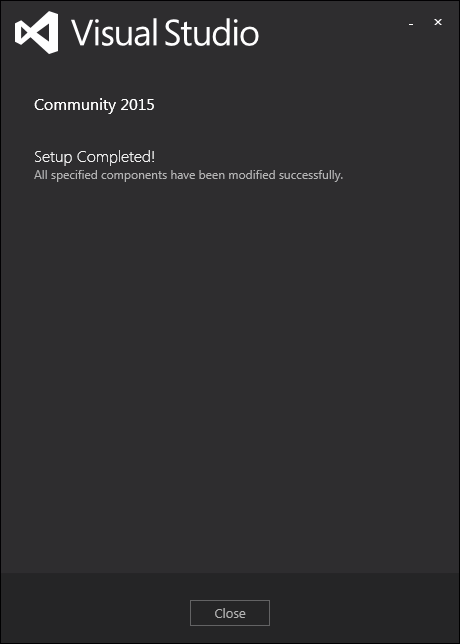 Visual Studio
Community 2015
Setup Completed!
All specified components have been modified successfully.
Close